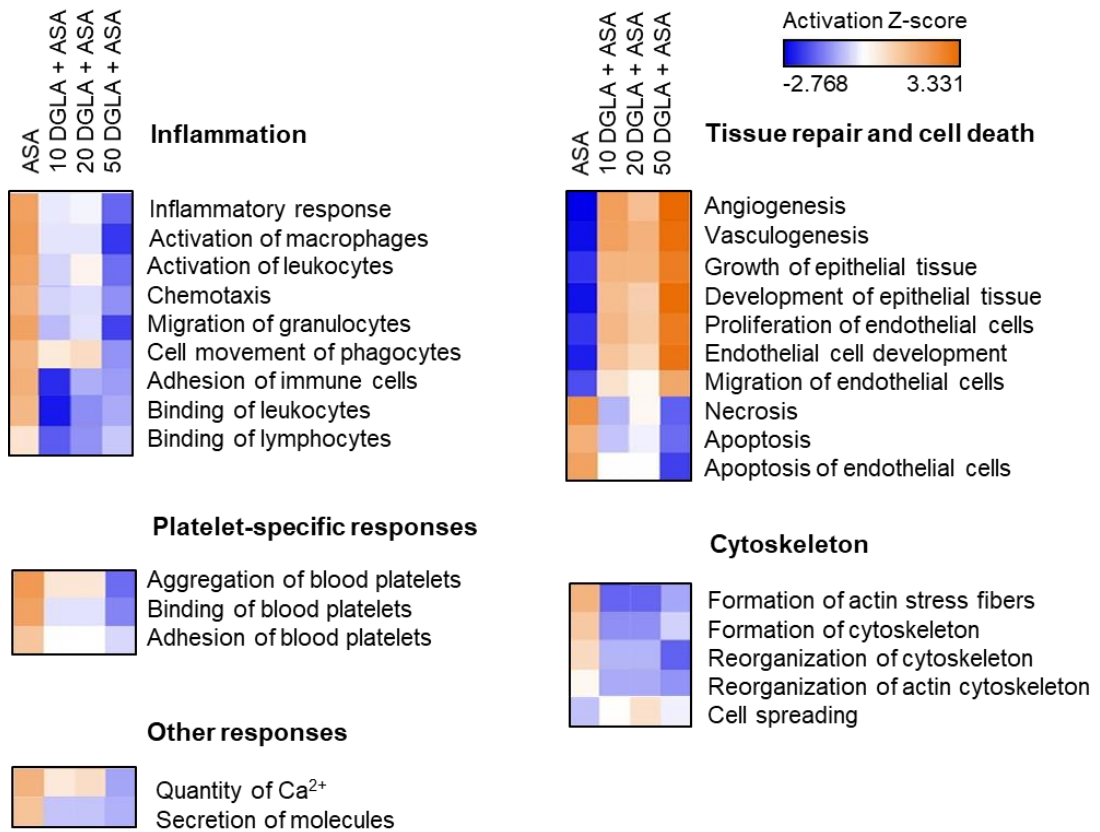 ASA
10 DGLA + ASA
20 DGLA + ASA
50 DGLA + ASA
Inflammation
Inflammatory response
Activation of macrophages
Activation of leukocytes
Chemotaxis
Migration of granulocytes
Cell movement of phagocytes
Adhesion of immune cells
Binding of leukocytes
Binding of lymphocytes
Platelet-specific responses
Aggregation of blood platelets
Binding of blood platelets
Adhesion of blood platelets
Other responses
Quantity of Ca²⁺
Secretion of molecules
Activation Z-score
-2.768 3.331
ASA
10 DGLA + ASA
20 DGLA + ASA
50 DGLA + ASA
Tissue repair and cell death
Angiogenesis
Vasculogenesis
Growth of epithelial tissue
Development of epithelial tissue
Proliferation of endothelial cells
Endothelial cell development
Migration of endothelial cells
Necrosis
Apoptosis
Apoptosis of endothelial cells
Cytoskeleton
Formation of actin stress fibers
Formation of cytoskeleton
Reorganization of cytoskeleton
Reorganization of actin cytoskeleton
Cell spreading